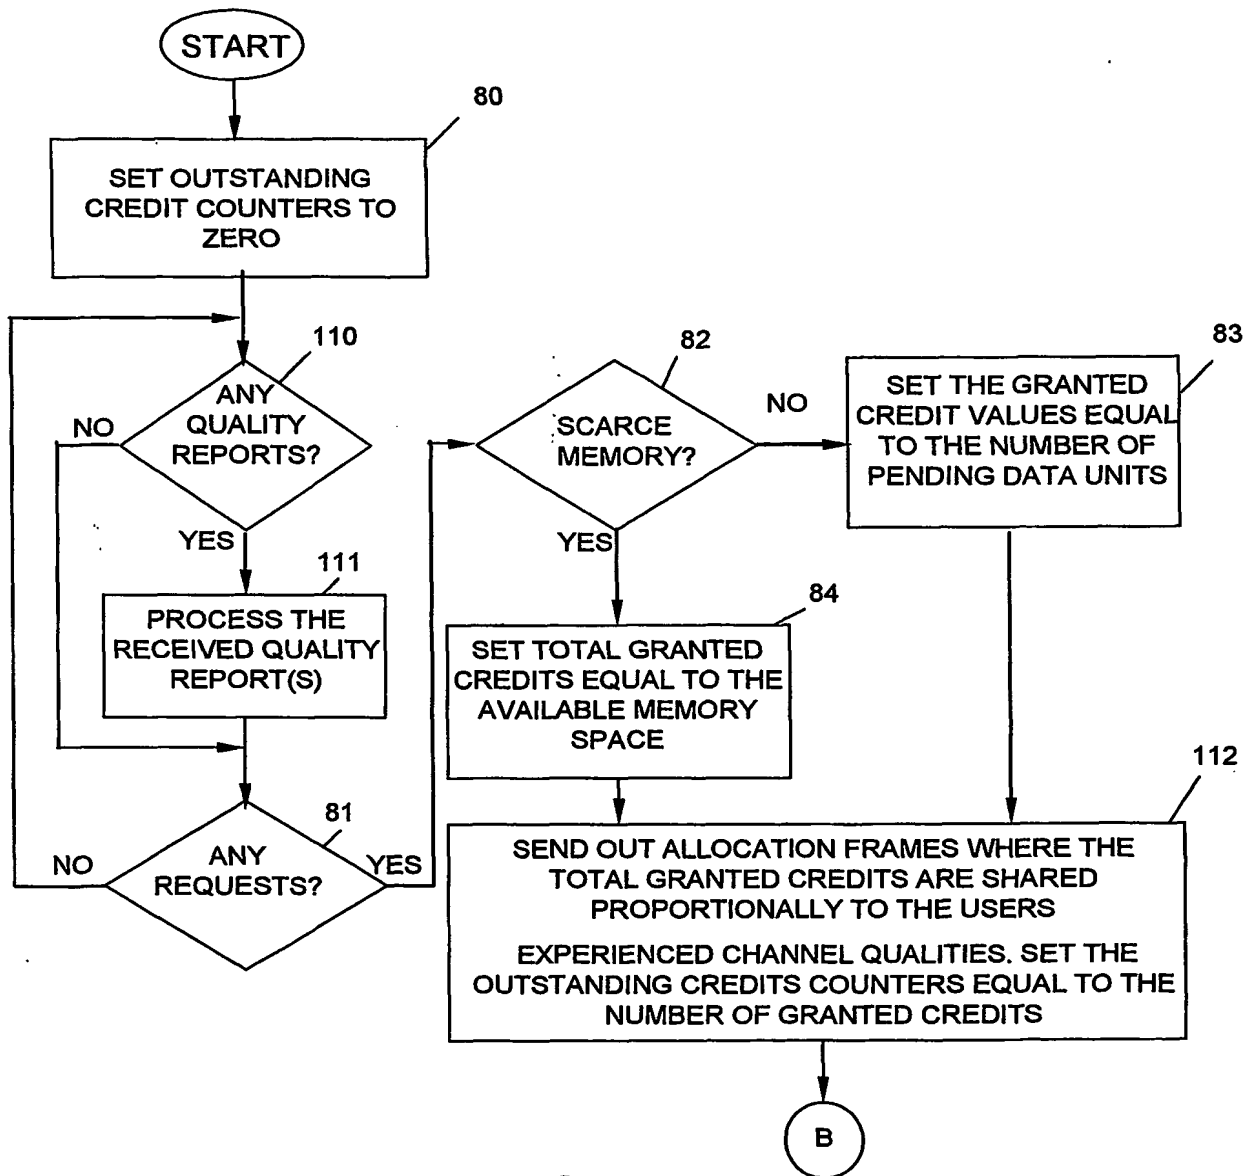 START
80
SET OUTSTANDING
CREDIT COUNTERS TO
ZERO
110
ANY
QUALITY
REPORTS?
NO
YES
111
PROCESS THE
RECEIVED QUALITY
REPORT(S)
81
ANY
REQUESTS?
NO
YES
82
SCARCE
MEMORY?
NO
YES
83
SET THE GRANTED
CREDIT VALUES EQUAL
TO THE NUMBER OF
PENDING DATA UNITS
84
SET TOTAL GRANTED
CREDITS EQUAL TO THE
AVAILABLE MEMORY
SPACE
112
SEND OUT ALLOCATION FRAMES WHERE THE
TOTAL GRANTED CREDITS ARE SHARED
PROPORTIONALLY TO THE USERS
EXPERIENCED CHANNEL QUALITIES. SET THE
OUTSTANDING CREDITS COUNTERS EQUAL TO THE
NUMBER OF GRANTED CREDITS
B